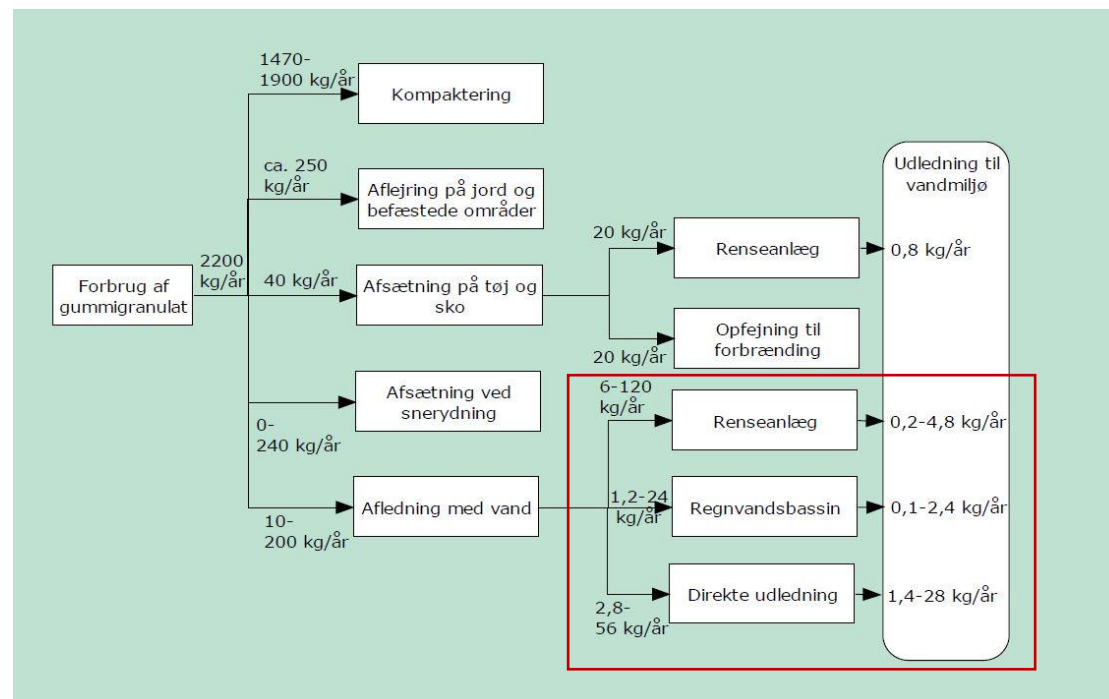 1470-
1900 kg/år
Kompaktering
ca. 250
kg/år
Aflejring på jord og
befæstede områder
Forbrug af
gummigranulat
2200
kg/år
40 kg/år
Afsætning på tøj og
sko
20 kg/år
Renseanlæg
20 kg/år
Opfejning til
forbrænding
0-
240 kg/år
Afsætning ved
snerydning
10-
200 kg/år
Afledning med vand
6-120
kg/år
Renseanlæg
1,2-24
kg/år
Regnvandsbassin
2,8-
56 kg/år
Direkte udledning
Udledning til
vandmiljø
0,8 kg/år
0,2-4,8 kg/år
0,1-2,4 kg/år
1,4-28 kg/år